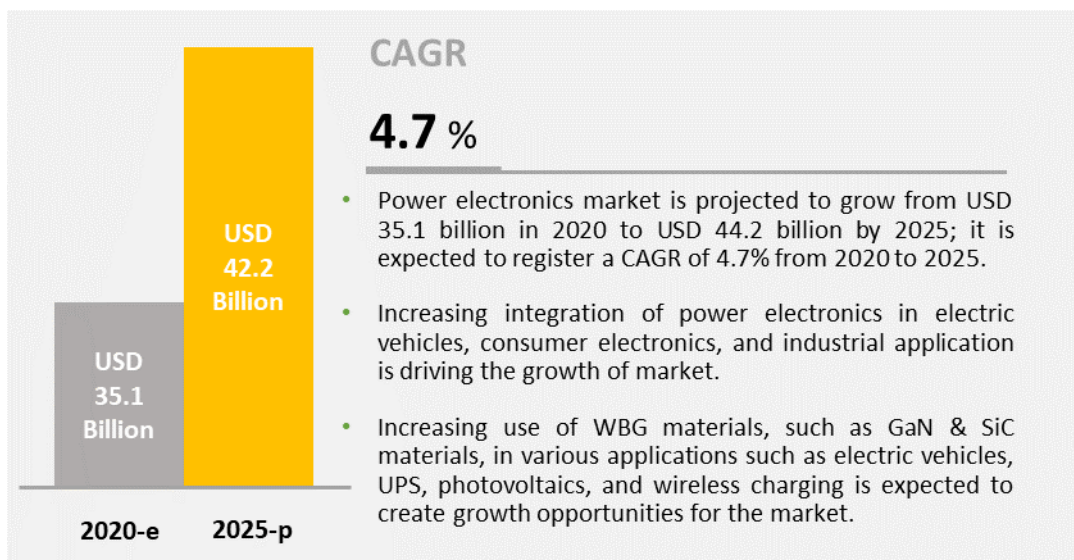 CAGR
4.7 %
USD
42.2
Billion
USD
35.1
Billion
2020-e
2025-p
• Power electronics market is projected to grow from USD
35.1 billion in 2020 to USD 44.2 billion by 2025; it is
expected to register a CAGR of 4.7% from 2020 to 2025.
• Increasing integration of power electronics in electric
vehicles, consumer electronics, and industrial application
is driving the growth of market.
• Increasing use of WBG materials, such as GaN & SiC
materials, in various applications such as electric vehicles,
UPS, photovoltaics, and wireless charging is expected to
create growth opportunities for the market.